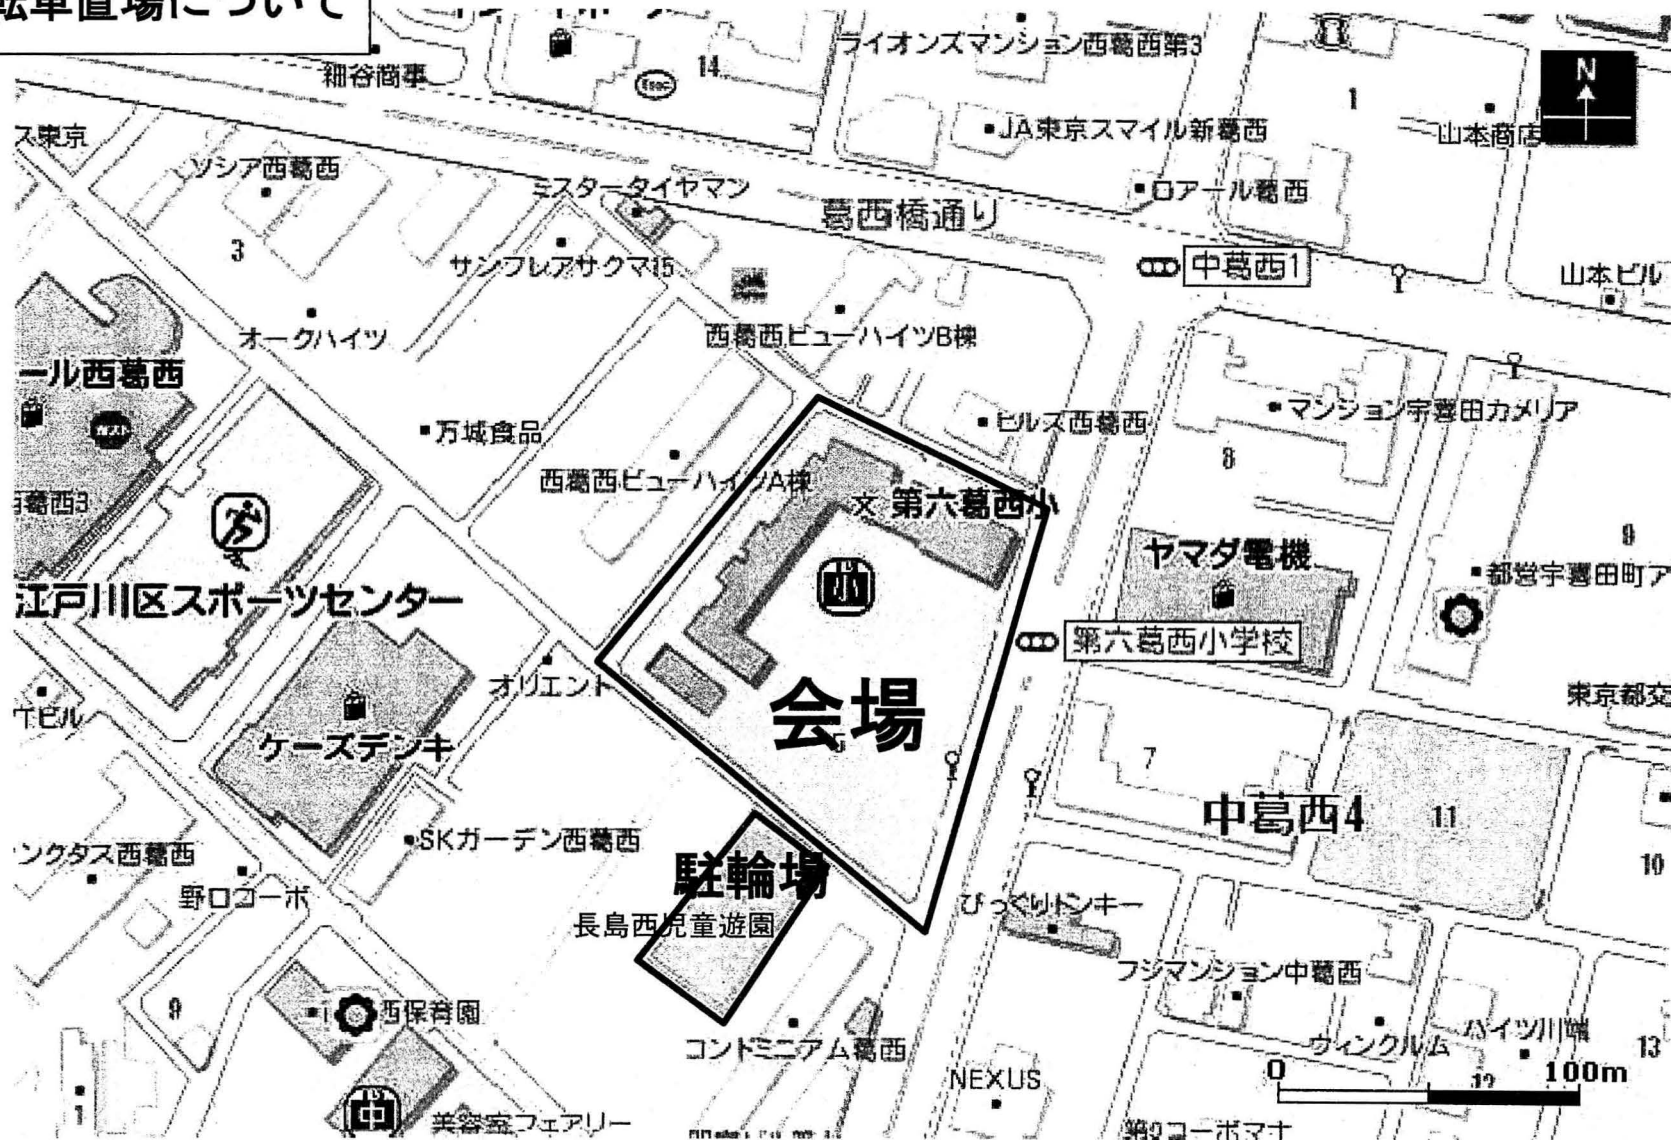 転車置場について
細谷商事
14
Esso
ライオンズマンション西葛西第3
1
N
JA東京スマイル新葛西
山本商店
ス東京
ソシア西葛西
ミスタータイヤマン
ロアール葛西
葛西橋通り
3
サンフレアサクマ15
中葛西1
山本ビル
オークハイツ
西葛西ビューハイツB棟
ール西葛西
ガスト
万城食品
ヒルズ西葛西
マンション宇喜田カメリア
8
西葛西ビューハイツA棟
文 第六葛西小
西葛西3
9
ヤマダ電機
都営宇喜田町ア
小
江戸川区スポーツセンター
第六葛西小学校
オリエント
東京都交
ケーズデンキ
会場
7
中葛西4
11
SKガーデン西葛西
ンクタス西葛西
駐輪場
10
野口コーポ
びっくりドンキー
長島西児童遊園
フジマンション中葛西
9
西保育園
コンドミニアム葛西
ウィンクルム
ハイツ川端
13
NEXUS
0
100m
12
1
中
美容室フェアリー
第2コーポマナ